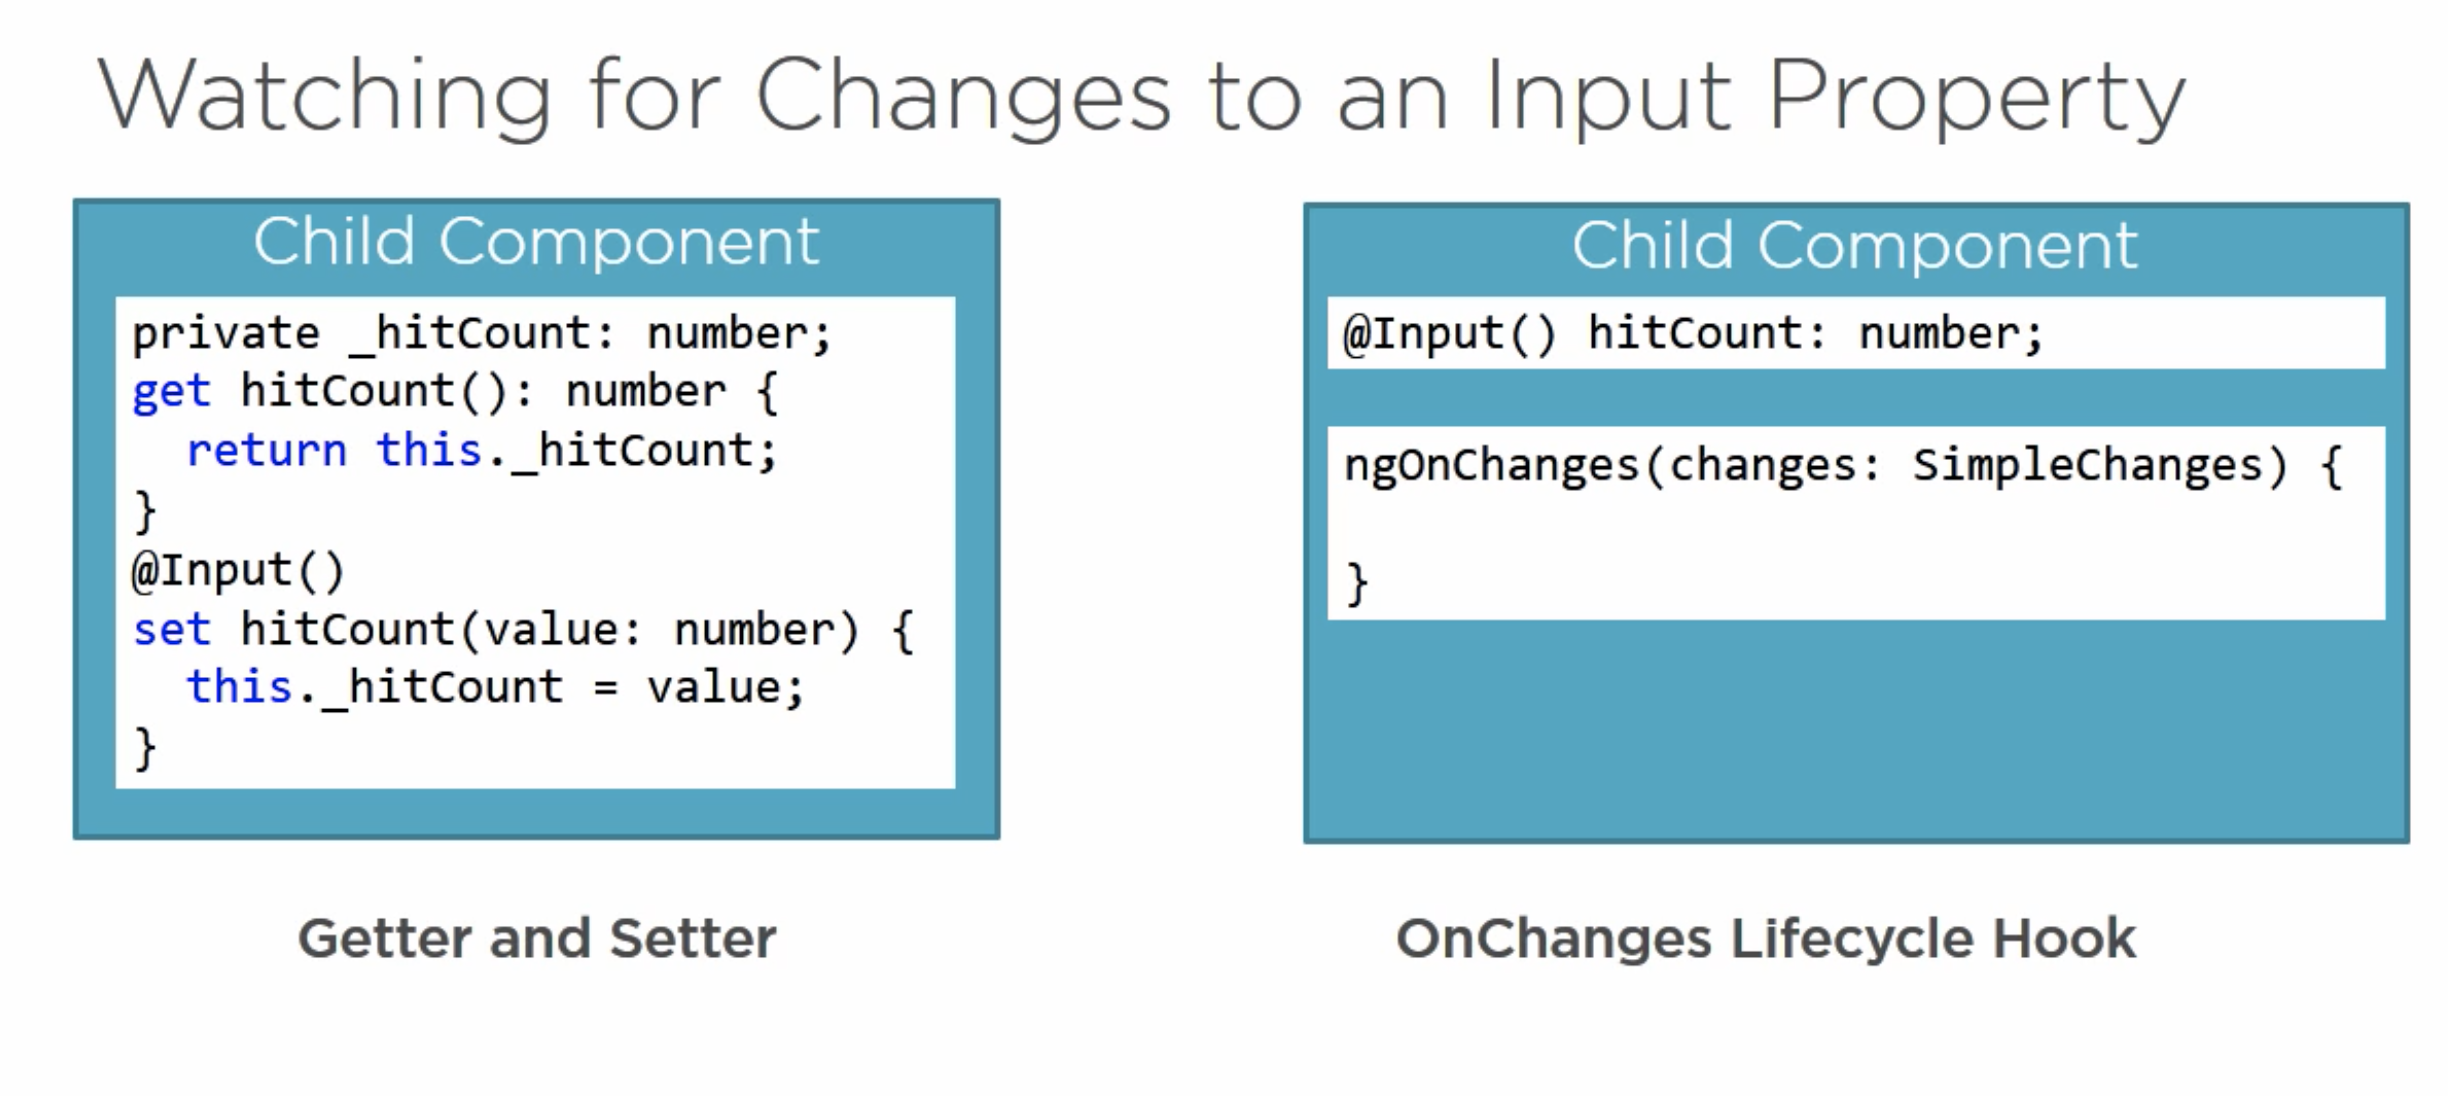 Watching for Changes to an Input Property
Child Component
private _hitCount: number;
get hitCount(): number {
  return this._hitCount;
}
@Input()
set hitCount(value: number) {
  this._hitCount = value;
}
Getter and Setter
Child Component
@Input() hitCount: number;
ngOnChanges(changes: SimpleChanges) {
}
OnChanges Lifecycle Hook